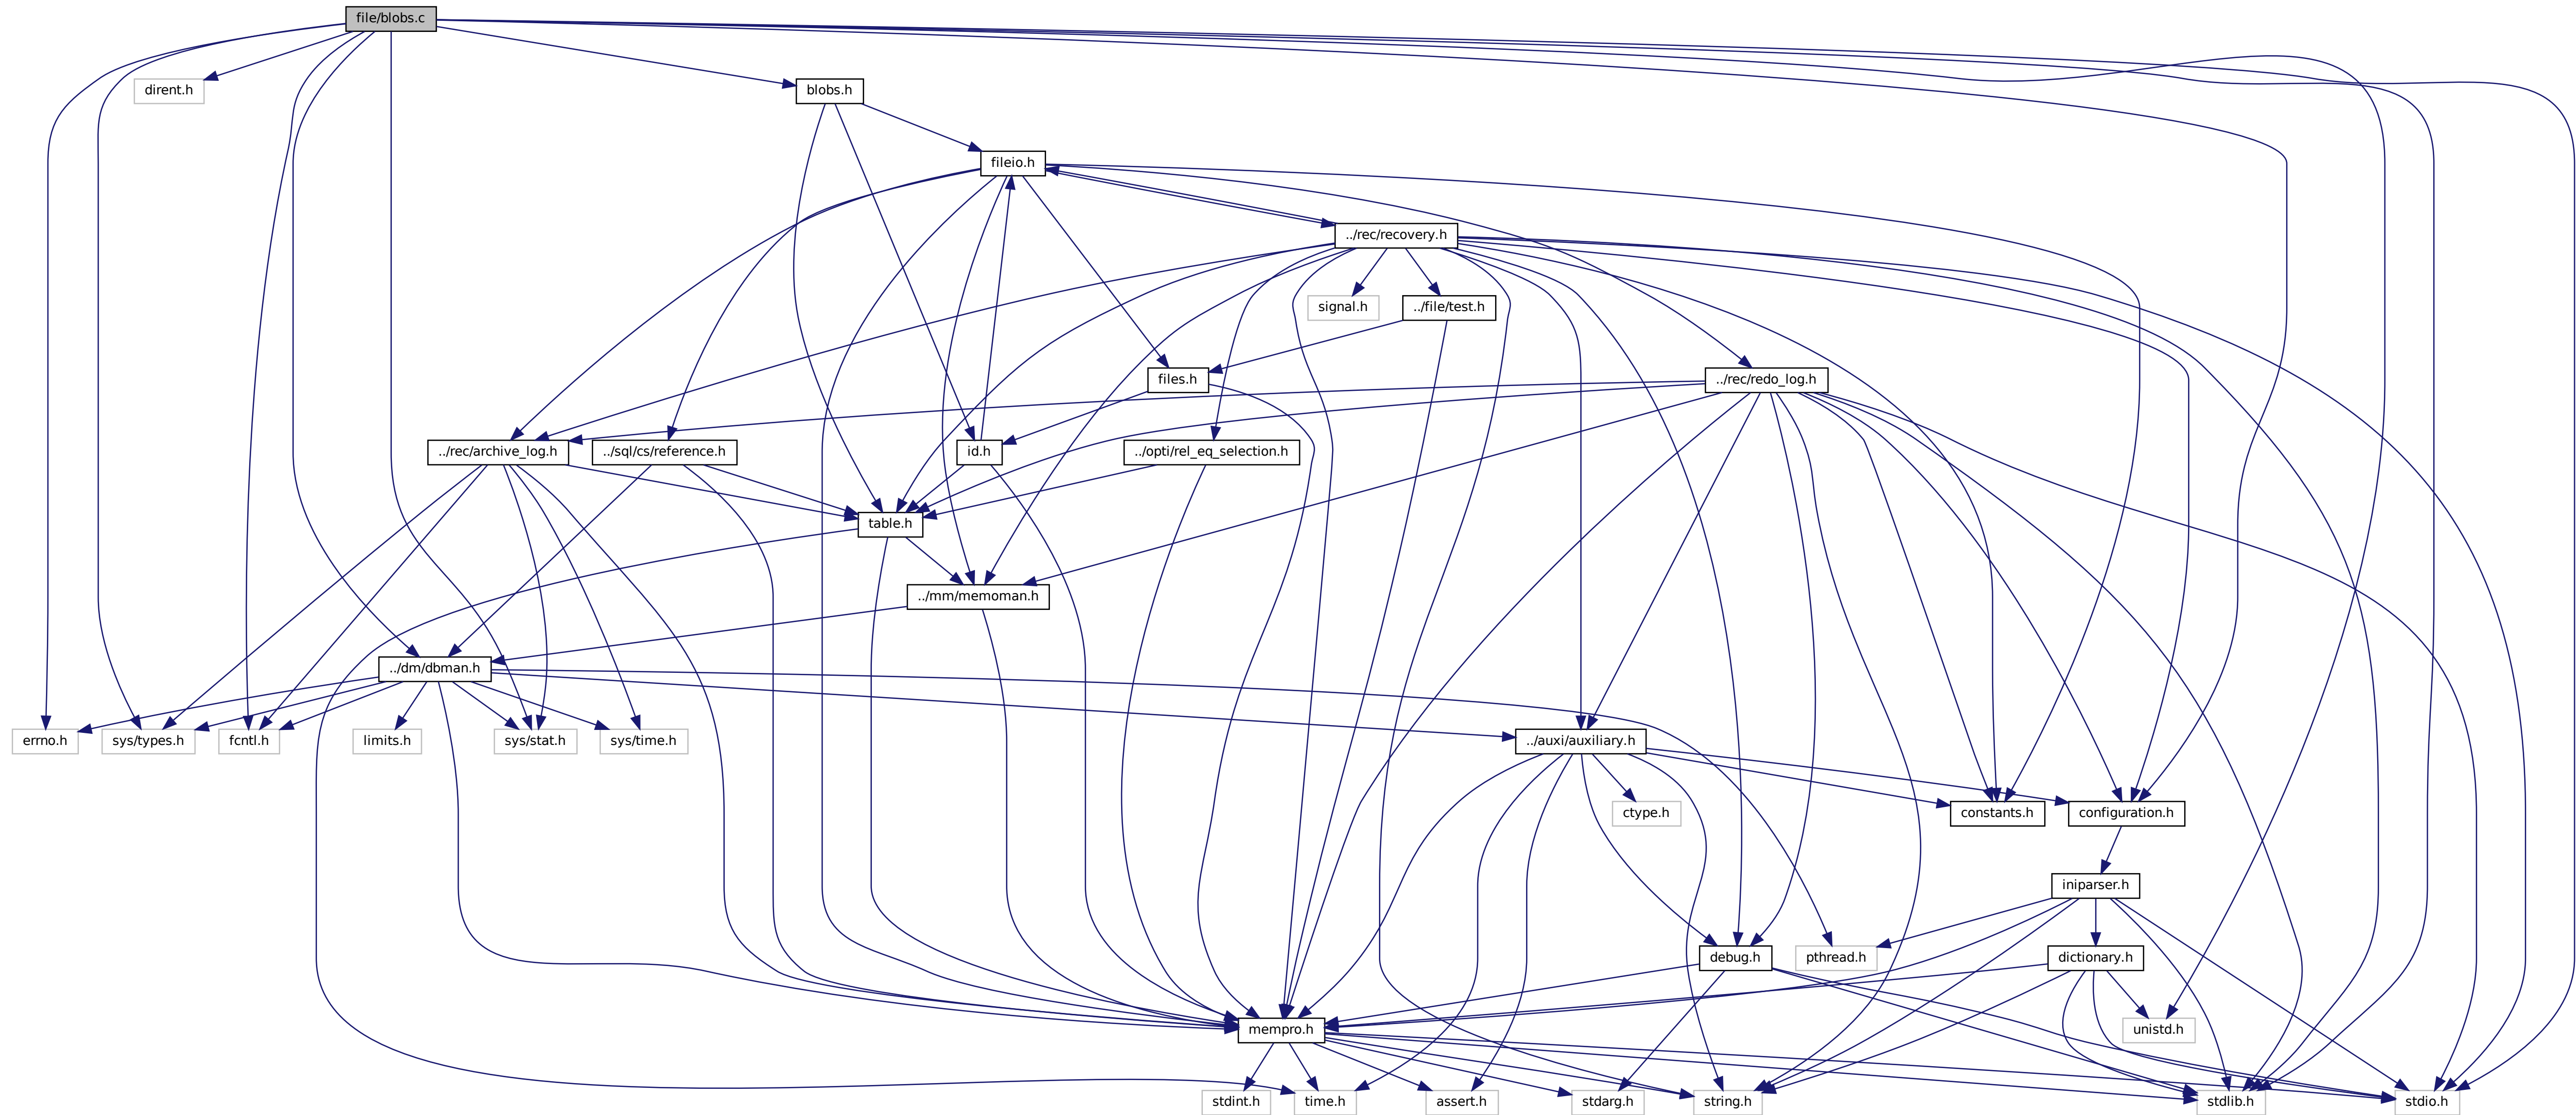 file/blobs.c
dirent.h
blobs.h
fileio.h
../rec/recovery.h
signal.h
../file/test.h
files.h
../rec/redo_log.h
../rec/archive_log.h
../sql/cs/reference.h
id.h
../opti/rel_eq_selection.h
table.h
../mm/memoman.h
../dm/dbman.h
errno.h
sys/types.h
fcntl.h
limits.h
sys/stat.h
sys/time.h
../auxi/auxiliary.h
ctype.h
constants.h
configuration.h
iniparser.h
debug.h
pthread.h
dictionary.h
mempro.h
unistd.h
stdint.h
time.h
assert.h
stdarg.h
string.h
stdlib.h
stdio.h